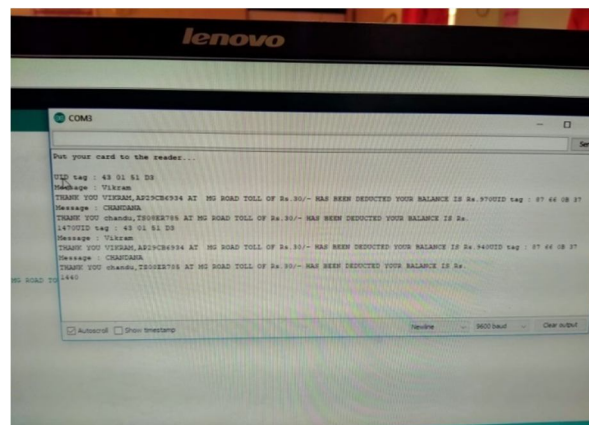 lenovo
COM3
Send
Put your card to the reader...
UID tag : 43 01 51 D3
Message : Vikram
THANK YOU VIKRAM,AP29CB6934 AT MG ROAD TOLL OF Rs.30/- HAS BEEN DEDUCTED YOUR BALANCE IS Rs.970UID tag : 87 66 0B 37
Message : CHANDANA
THANK YOU chandu,TS08ER785 AT MG ROAD TOLL OF Rs.30/- HAS BEEN DEDUCTED YOUR BALANCE IS Rs.
1470UID tag : 43 01 51 D3
Message : Vikram
THANK YOU VIKRAM,AP29CB6934 AT MG ROAD TOLL OF Rs.30/- HAS BEEN DEDUCTED YOUR BALANCE IS Rs.940UID tag : 87 66 0B 37
Message : CHANDANA
THANK YOU chandu,TS08ER785 AT MG ROAD TOLL OF Rs.30/- HAS BEEN DEDUCTED YOUR BALANCE IS Rs.
1440
MG ROAD TO
Autoscroll Show timestamp Newline 9600 baud Clear output